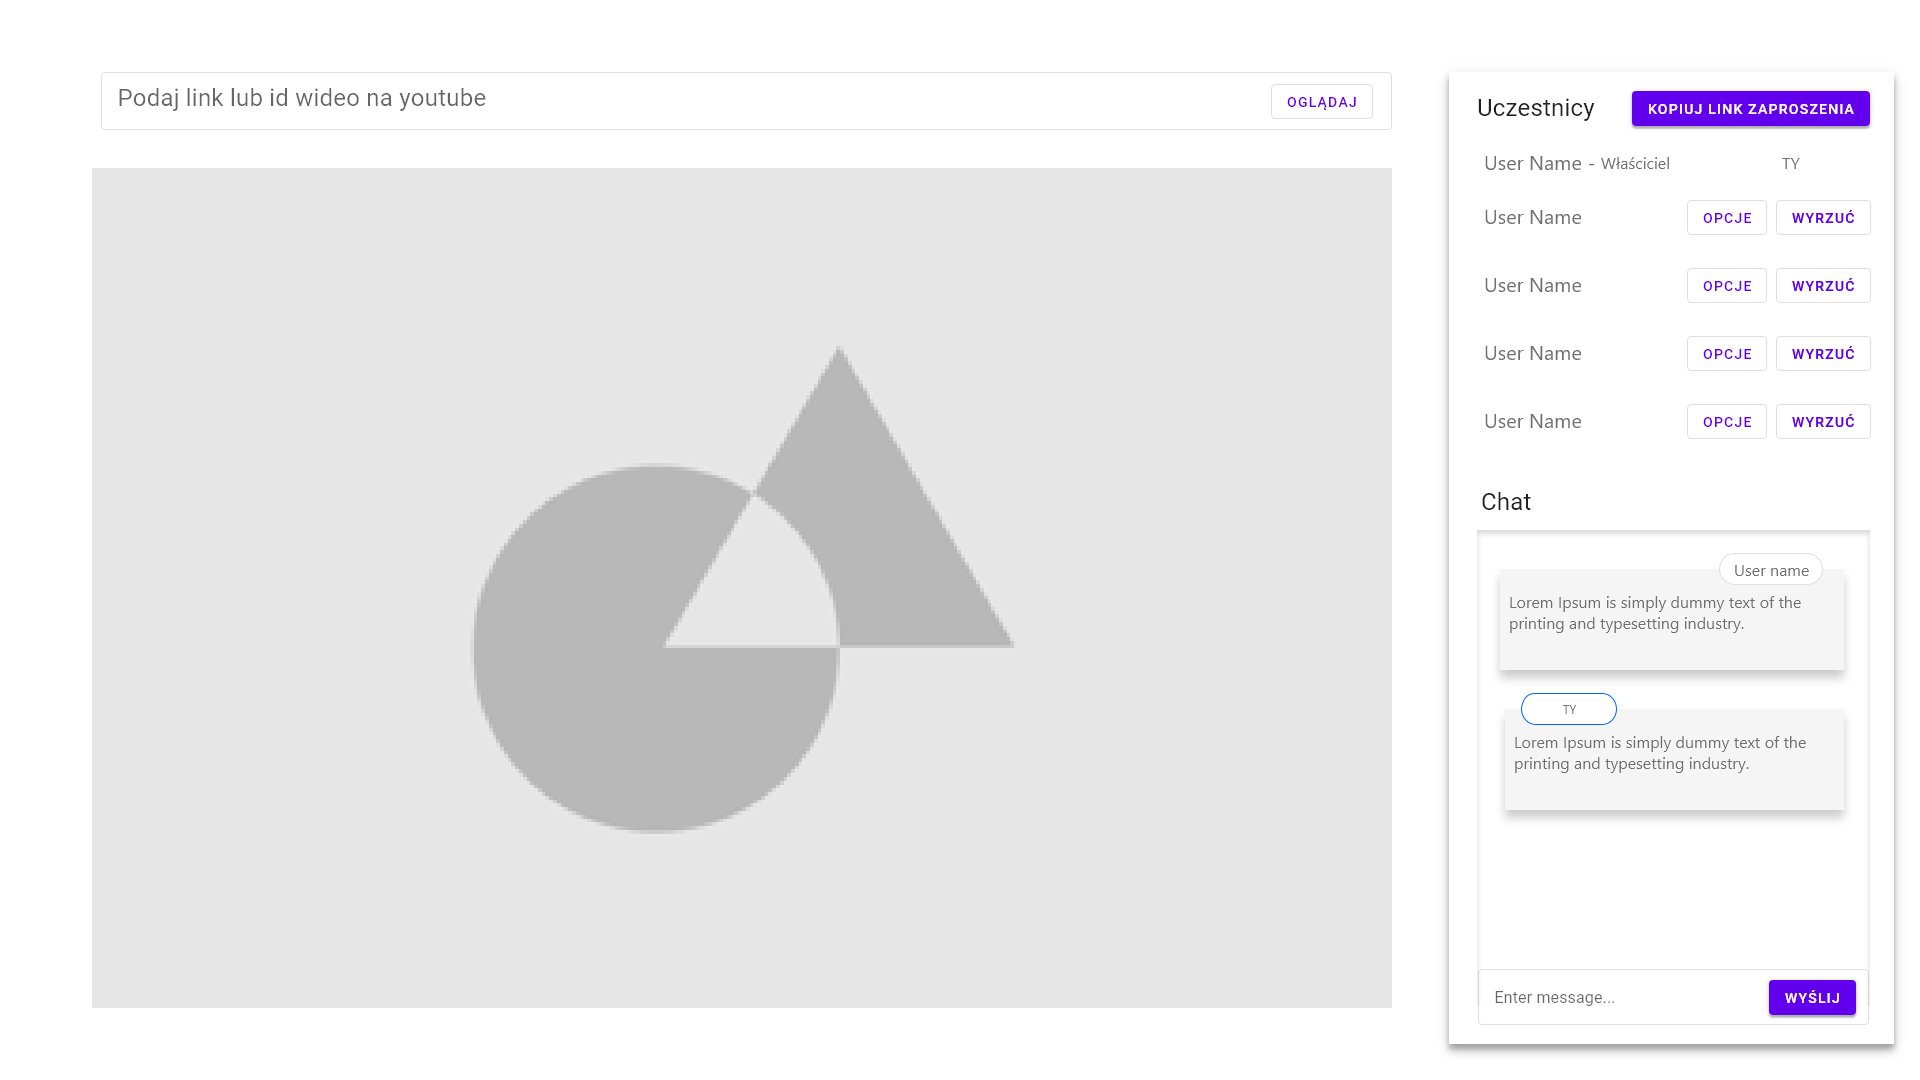 Podaj link lub id wideo na youtube
OGLĄDAJ
Uczestnicy
KOPIUJ LINK ZAPROSZENIA
User Name - Właściciel
TY
User Name
OPCJE
WYRZUĆ
User Name
OPCJE
WYRZUĆ
User Name
OPCJE
WYRZUĆ
User Name
OPCJE
WYRZUĆ
Chat
User name
Lorem Ipsum is simply dummy text of the
printing and typesetting industry.
TY
Lorem Ipsum is simply dummy text of the
printing and typesetting industry.
Enter message...
WYŚLIJ